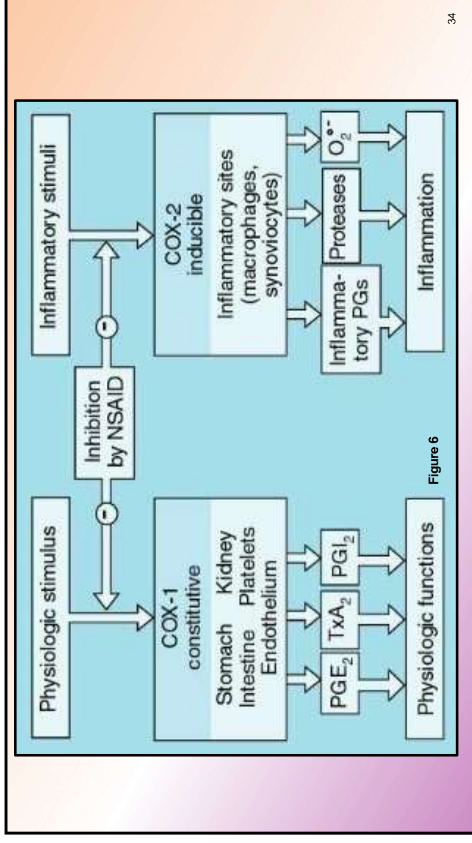 Physiologic stimulus
Inflammatory stimuli
Inhibition
by NSAID
-
-
COX-1
constitutive
Stomach Kidney
Intestine Platelets
Endothelium
COX-2
inducible
Inflammatory sites
(macrophages,
synoviocytes)
PGE₂
TxA₂
PGI₂
Inflamma-
tory PGs
Proteases
O₂•-
Physiologic functions
Figure 6
Inflammation
34